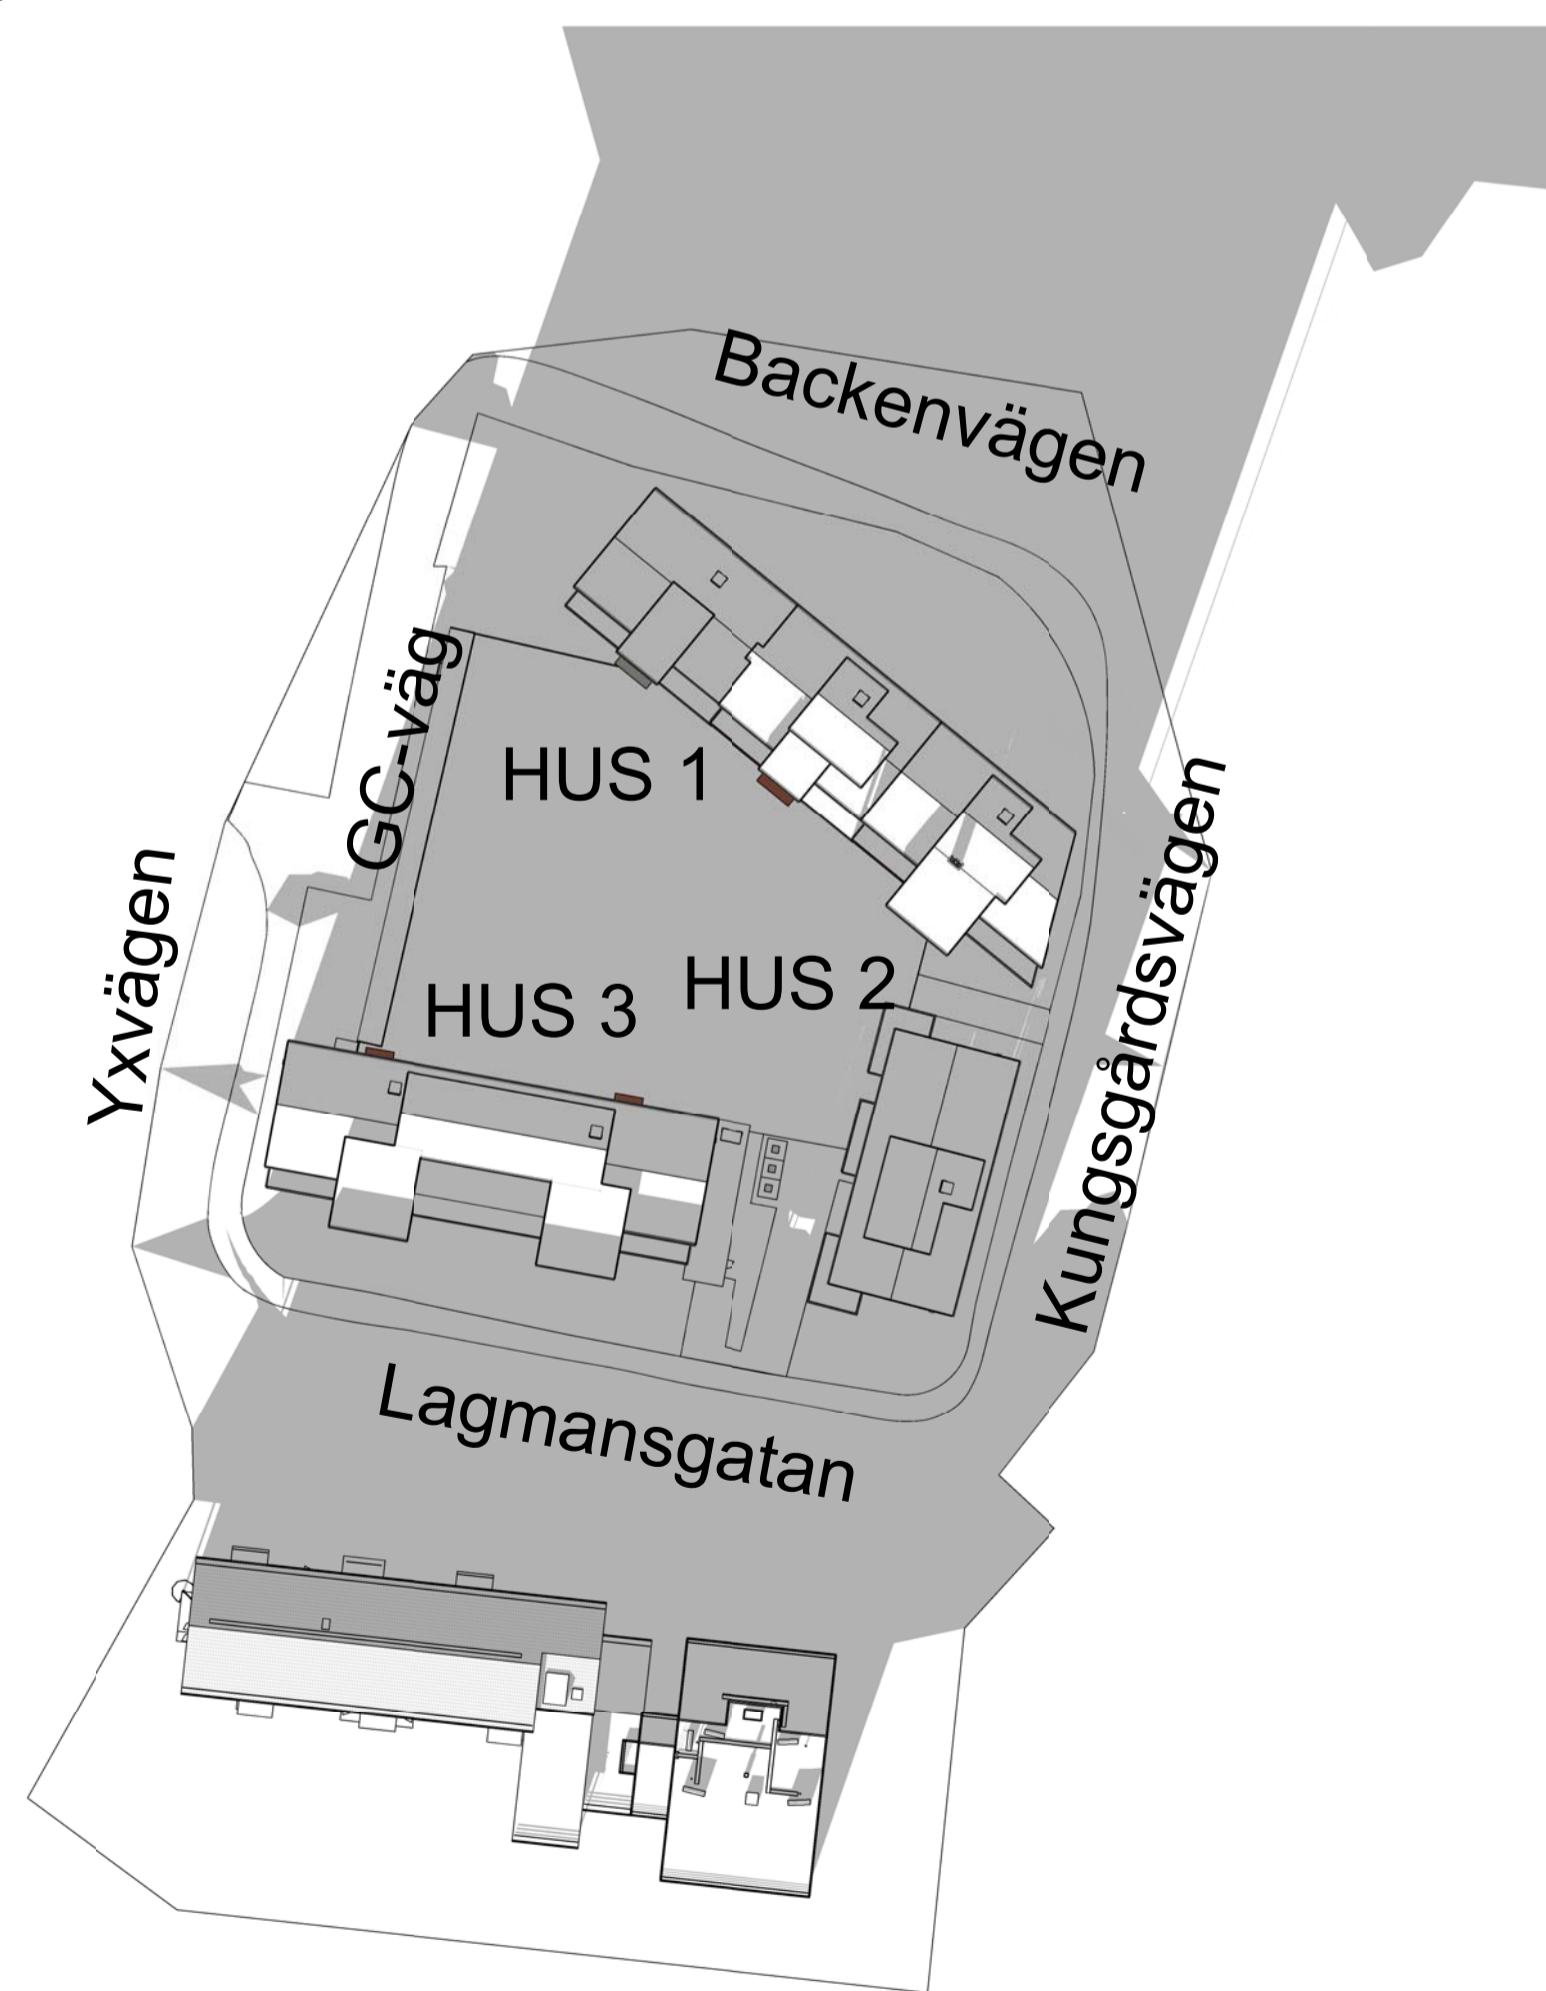 Backenvägen
GC-väg
HUS 1
Yxvägen
HUS 3
HUS 2
Kungsgårdsvägen
Lagmansgatan